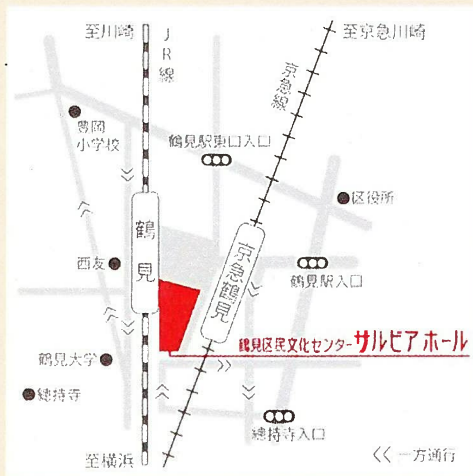 至川崎
JR線
至京急川崎
京急線
豊岡
小学校
鶴見駅東口入口
区役所
鶴見
京急鶴見
西友
鶴見駅入口
鶴見区民文化センター サルビアホール
鶴見大学
總持寺
總持寺入口
至横浜
一方通行